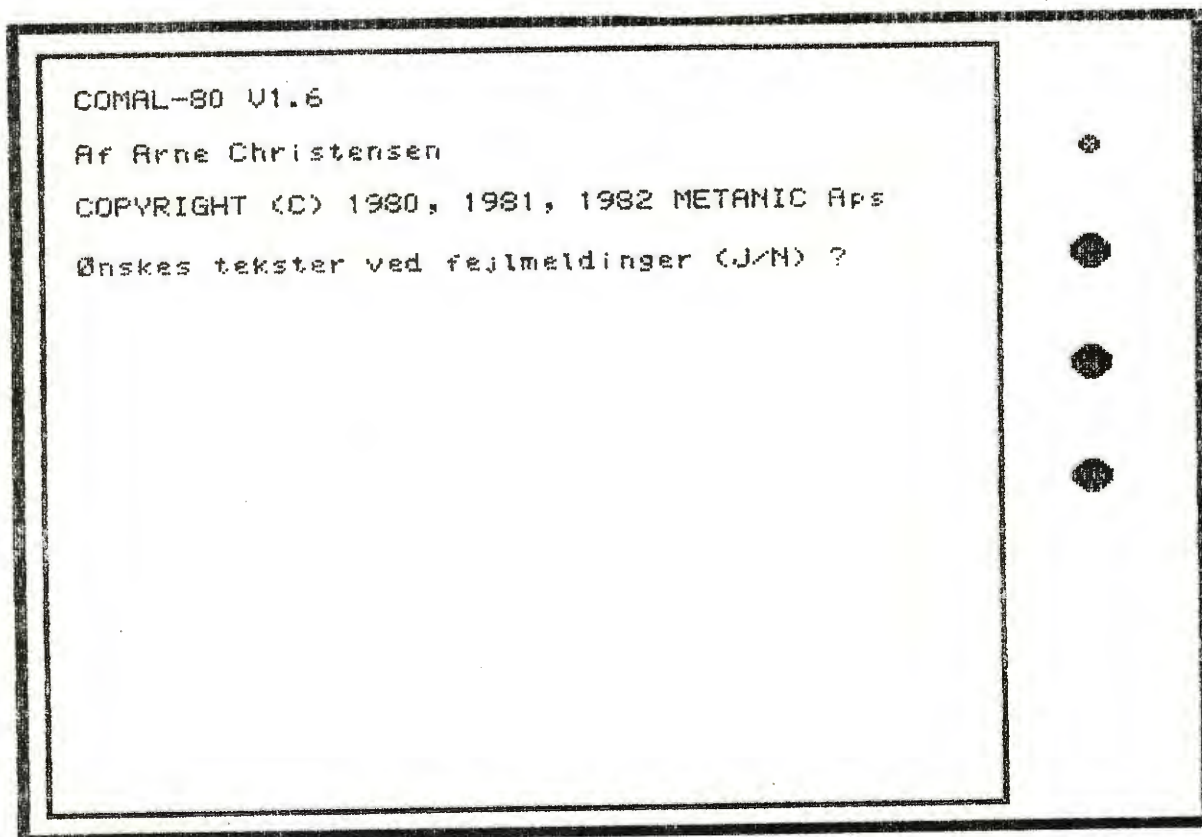 COMAL-80 V1.6
Af Arne Christensen
COPYRIGHT (C) 1980, 1981, 1982 METANIC Aps
Ønskes tekster ved fejlmeldinger (J/N) ?